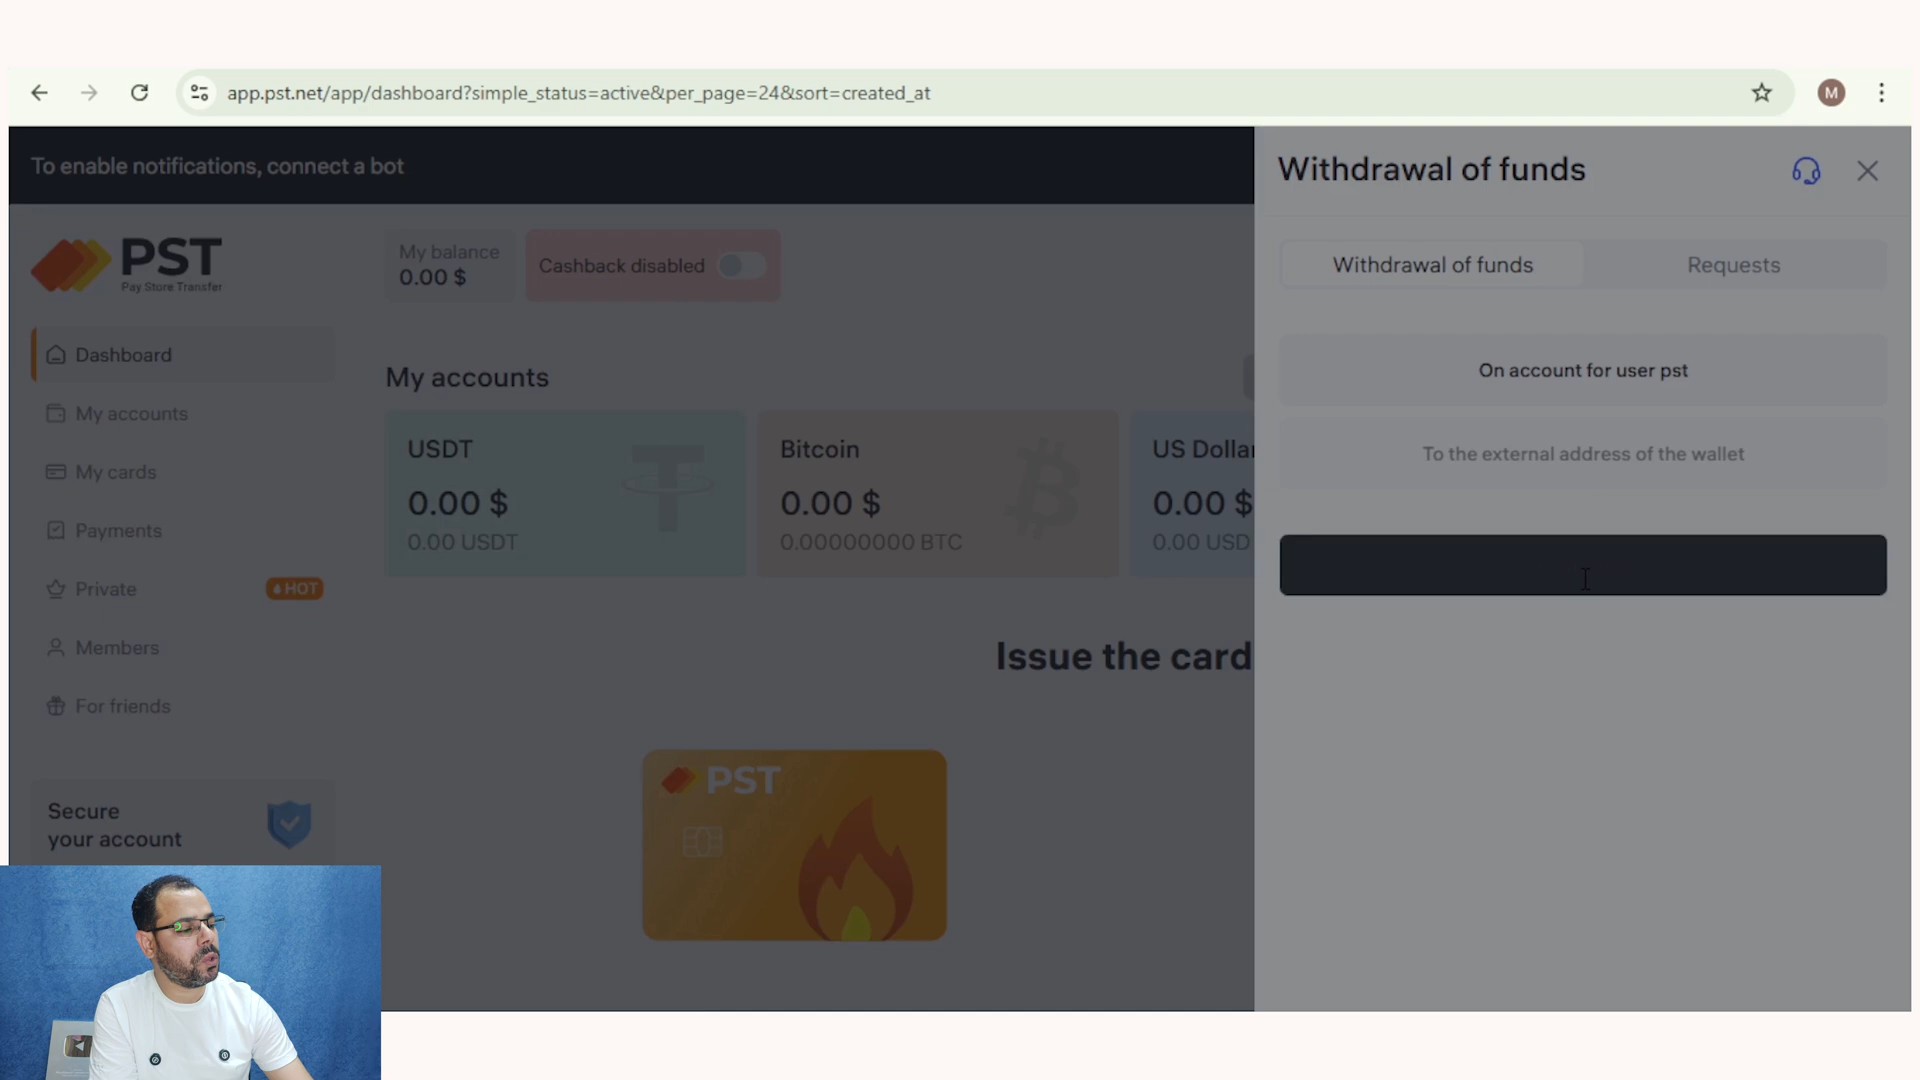 app.pst.net/app/dashboard?simple_status=active&per_page=24&sort=created_at
M
To enable notifications, connect a bot
PST
Pay Store Transfer
My balance
0.00 $
Cashback disabled
Dashboard
My accounts
My cards
Payments
Private
HOT
Members
For friends
Secure
your account
My accounts
USDT
0.00 $
0.00 USDT
Bitcoin
0.00 $
0.00000000 BTC
US Dollar
0.00 $
0.00 USD
Issue the card
PST
Withdrawal of funds
Withdrawal of funds
Requests
On account for user pst
To the external address of the wallet